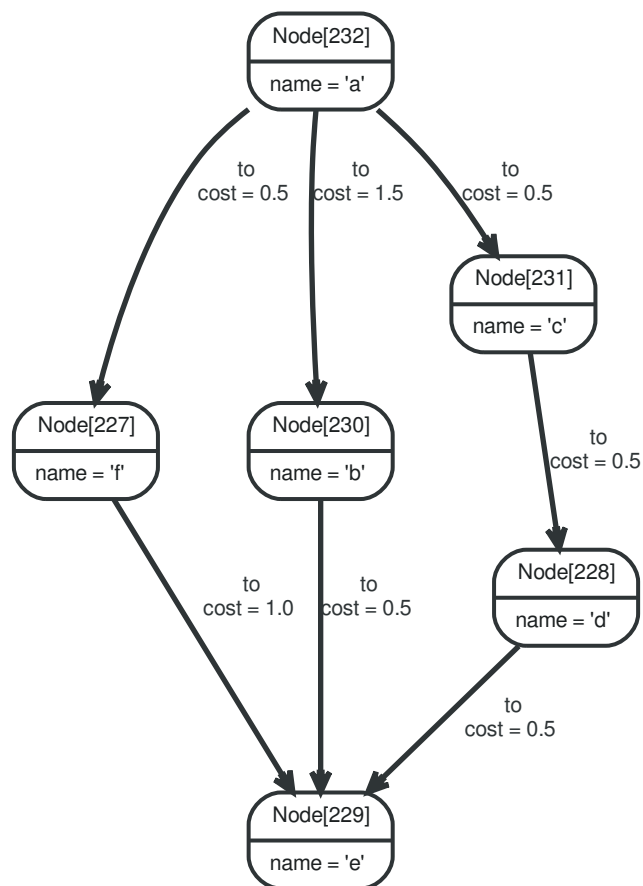 Node[232]
name = 'a'
to
cost = 0.5
to
cost = 1.5
to
cost = 0.5
Node[231]
name = 'c'
Node[227]
name = 'f'
Node[230]
name = 'b'
to
cost = 0.5
Node[228]
name = 'd'
to
cost = 1.0
to
cost = 0.5
to
cost = 0.5
Node[229]
name = 'e'